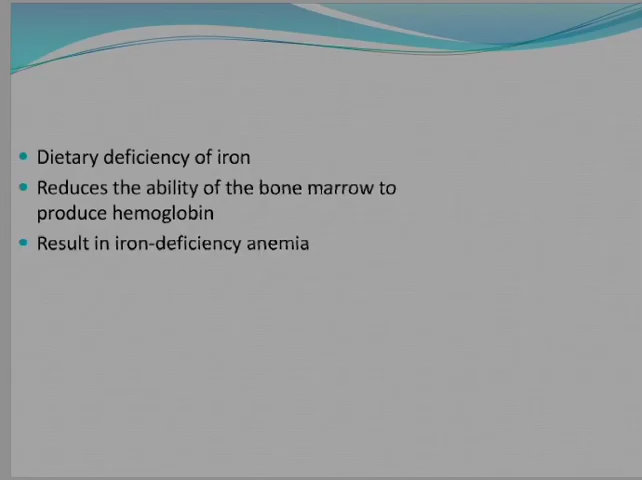 Dietary deficiency of iron
Reduces the ability of the bone marrow to
produce hemoglobin
Result in iron-deficiency anemia